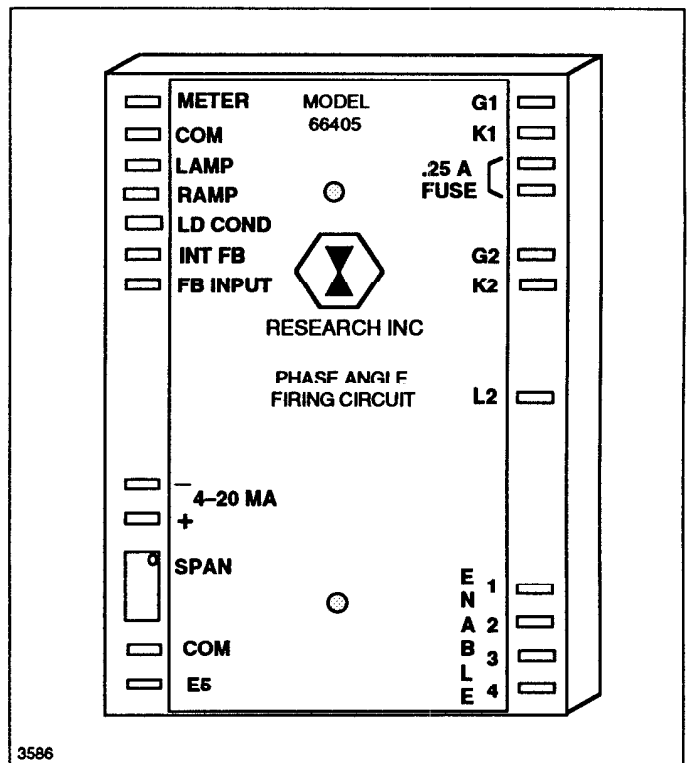 METER
COM
LAMP
RAMP
LD COND
INT FB
FB INPUT
MODEL
66405
G1
K1
.25 A
FUSE
G2
K2
RESEARCH INC
PHASE ANGLE
FIRING CIRCUIT
L2
−
4–20 MA
+
SPAN
COM
E5
ENABLE
1
2
3
4
3586